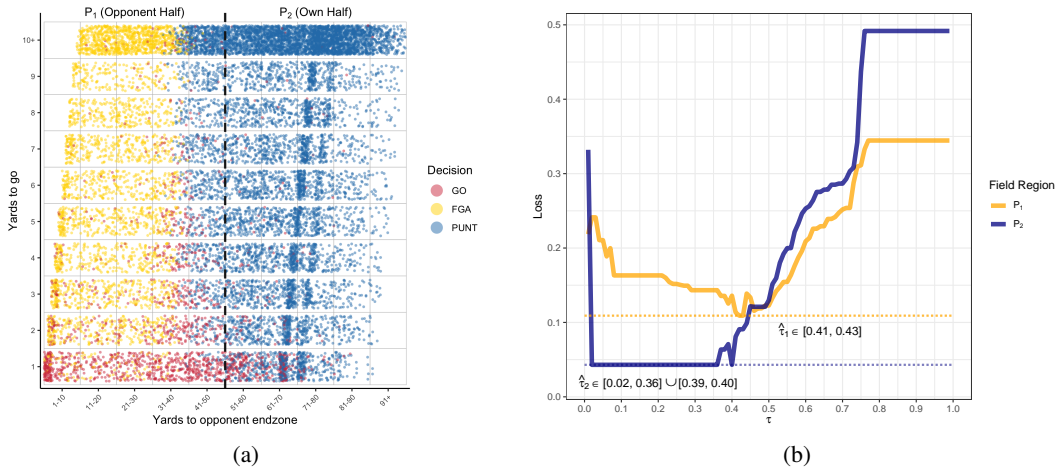 P₁ (Opponent Half) P₂ (Own Half)
Yards to go
10+
9
8
7
6
5
4
3
2
1
1-10 11-20 21-30 31-40 41-50 51-60 61-70 71-80 81-90 91+
Yards to opponent endzone
Decision
GO
FGA
PUNT
(a)
Loss
0.5
0.4
0.3
0.2
0.1
0.0
τ̂₁ ∈ [0.41, 0.43]
τ̂₂ ∈ [0.02, 0.36] ∪ [0.39, 0.40]
0.0 0.1 0.2 0.3 0.4 0.5 0.6 0.7 0.8 0.9 1.0
τ
Field Region
P₁
P₂
(b)